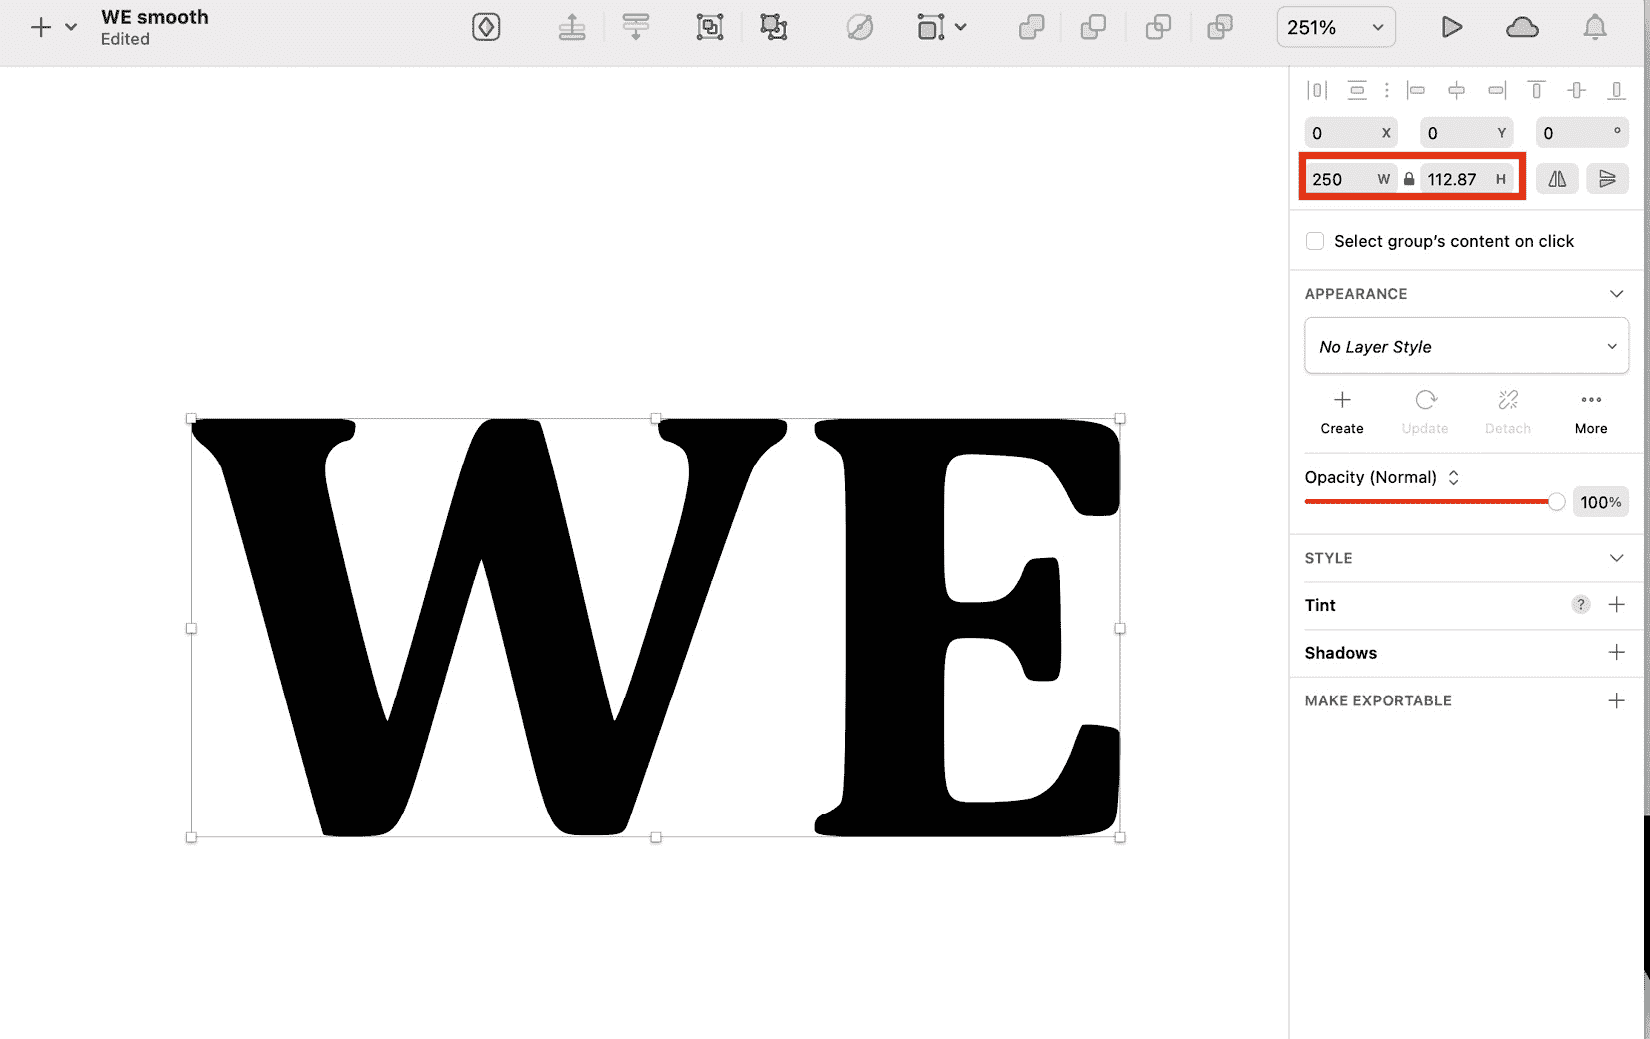 WE smooth
Edited
251%
0 X 0 Y 0 °
250 W 112.87 H
Select group’s content on click
APPEARANCE
No Layer Style
Create Update Detach More
Opacity (Normal)
100%
STYLE
Tint ?
Shadows
MAKE EXPORTABLE
WE